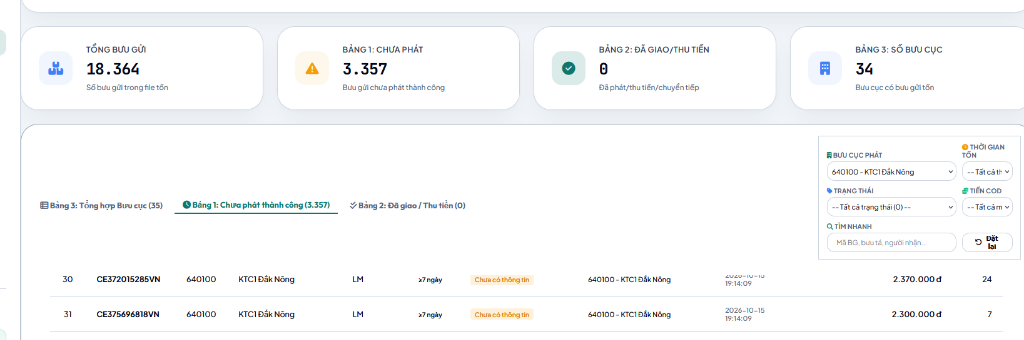 TỔNG BƯU GỬI
18.364
Số bưu gửi trong file tồn
BẢNG 1: CHƯA PHÁT
3.357
Bưu gửi chưa phát thành công
BẢNG 2: ĐÃ GIAO/THU TIỀN
0
Đã phát/thu tiền/chuyển tiếp
BẢNG 3: SỐ BƯU CỤC
34
Bưu cục có bưu gửi tồn
BƯU CỤC PHÁT
640100 - KTC1 Đắk Nông
THỜI GIAN
TỒN
-- Tất cả th
TRẠNG THÁI
-- Tất cả trạng thái (0) --
TIỀN COD
-- Tất cả m
TÌM NHANH
Mã BG, bưu tá, người nhận...
Đặt
lại
Bảng 3: Tổng hợp Bưu cục (35)
Bảng 1: Chưa phát thành công (3.357)
Bảng 2: Đã giao / Thu tiền (0)
30 CE372015285VN 640100 KTC1 Đắk Nông LM ≥7 ngày Chưa có thông tin 640100 - KTC1 Đắk Nông 2026-10-15 19:14:09 2.370.000 đ 24
31 CE375696818VN 640100 KTC1 Đắk Nông LM ≥7 ngày Chưa có thông tin 640100 - KTC1 Đắk Nông 2026-10-15 19:14:09 2.300.000 đ 7